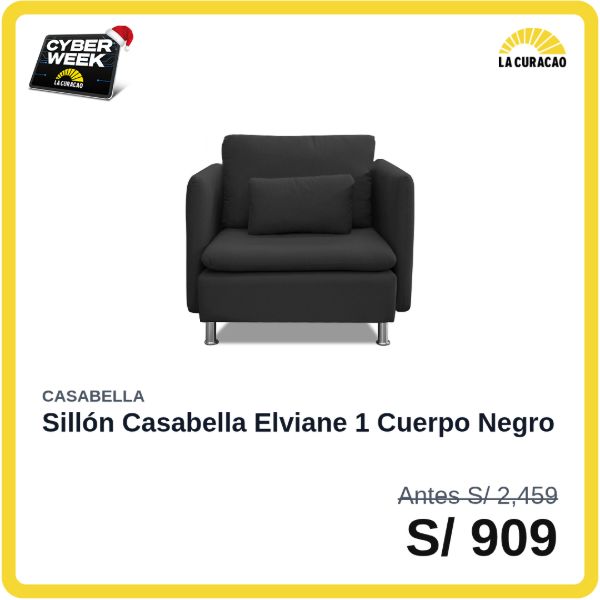 CYBER
WEEK
LA CURACAO
LA CURACAO
CASABELLA
Sillón Casabella Elviane 1 Cuerpo Negro
Antes S/ 2,459
S/ 909